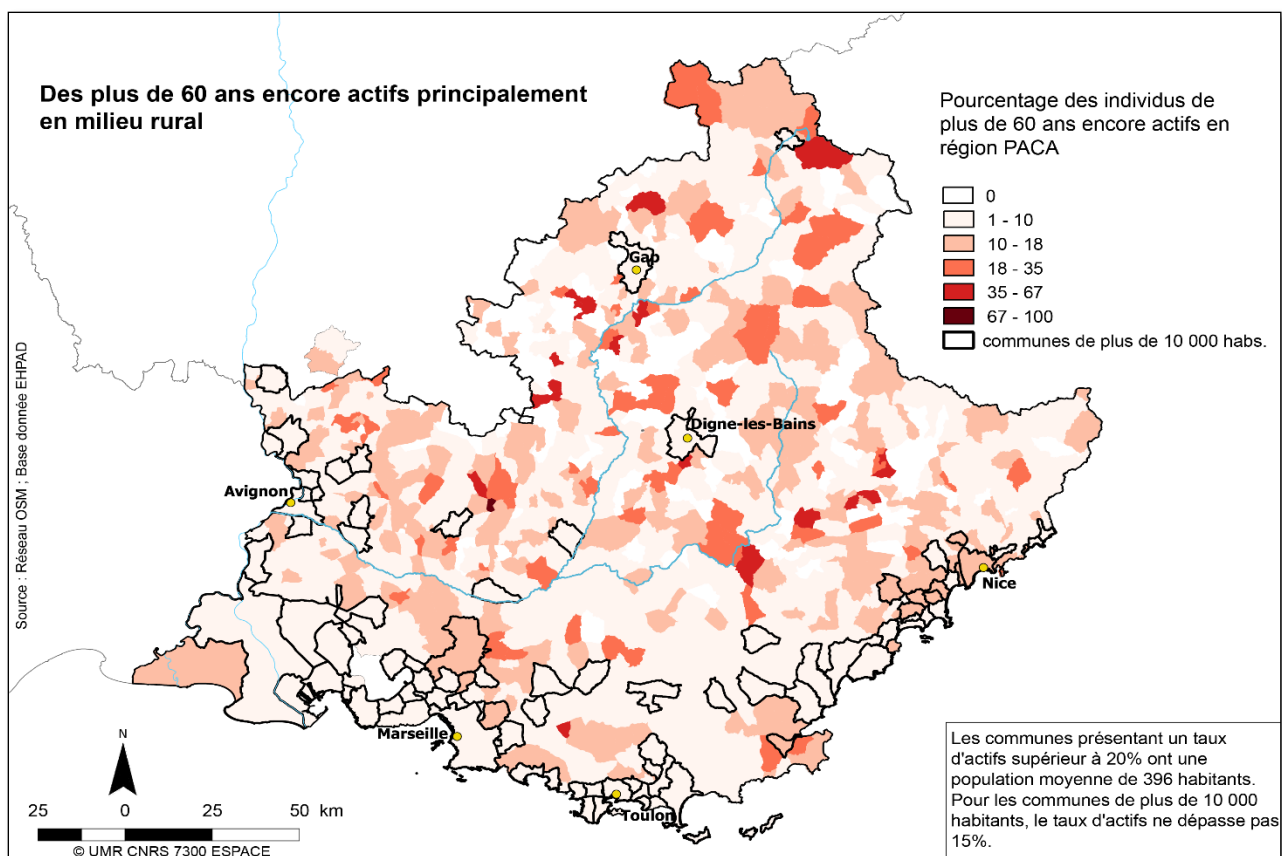 Des plus de 60 ans encore actifs principalement
en milieu rural
Pourcentage des individus de
plus de 60 ans encore actifs en
région PACA
0
1 - 10
10 - 18
18 - 35
35 - 67
67 - 100
communes de plus de 10 000 habs.
Gap
Digne-les-Bains
Avignon
Nice
Marseille
Toulon
Source : Réseau OSM ; Base donnée EHPAD
N
25 0 25 50 km
© UMR CNRS 7300 ESPACE
Les communes présentant un taux
d'actifs supérieur à 20% ont une
population moyenne de 396 habitants.
Pour les communes de plus de 10 000
habitants, le taux d'actifs ne dépasse pas
15%.